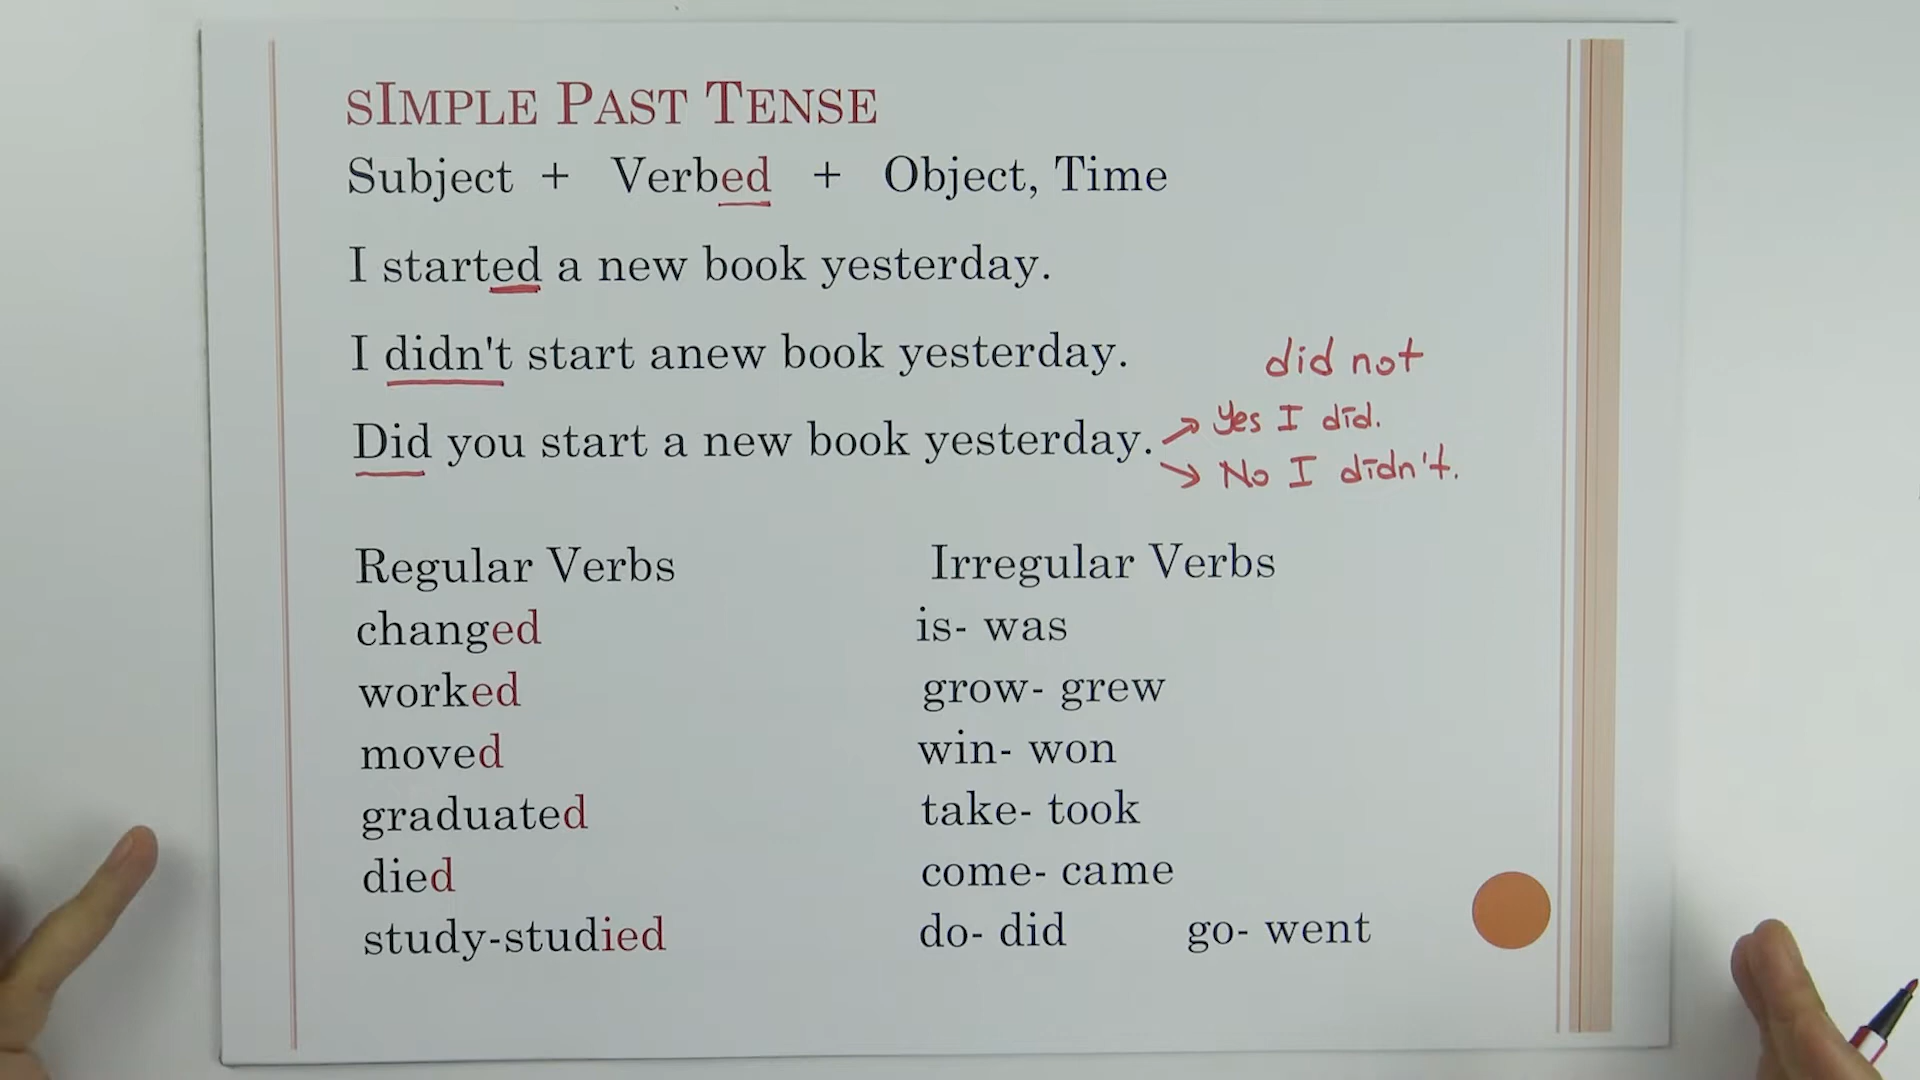 sIMPLE PAST TENSE
Subject + Verbed + Object, Time
I started a new book yesterday.
I didn't start anew book yesterday.
did not
Did you start a new book yesterday.
Yes I did.
No I didn't.
Regular Verbs
changed
worked
moved
graduated
died
study-studied
Irregular Verbs
is- was
grow- grew
win- won
take- took
come- came
do- did go- went